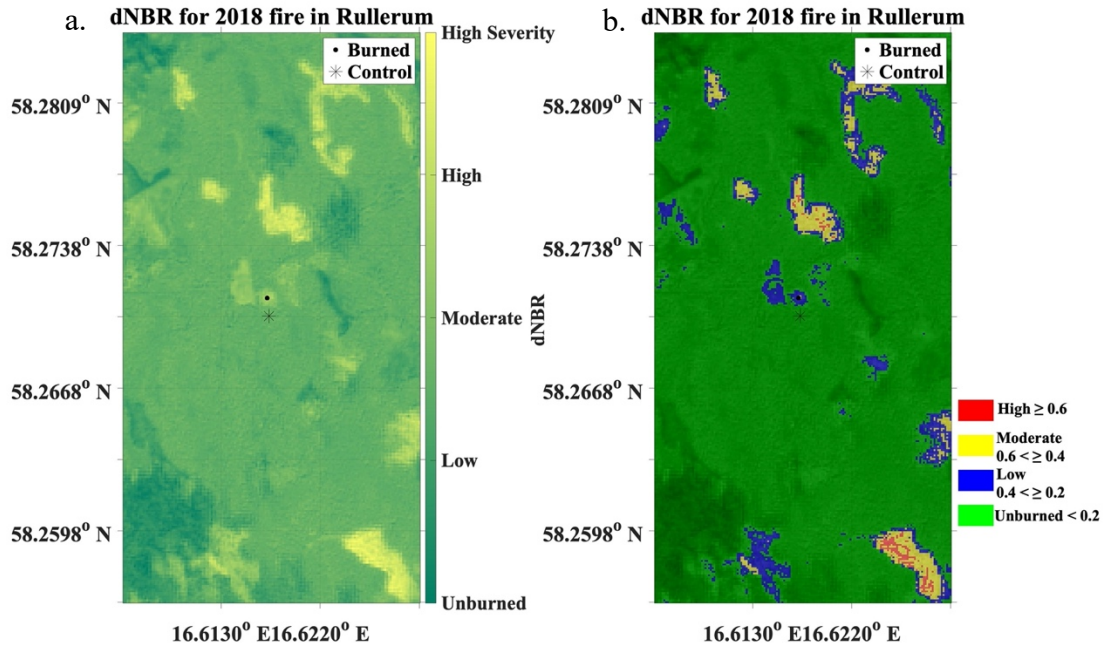 a.
dNBR for 2018 fire in Rullerum
Burned
Control
58.2809° N
58.2738° N
58.2668° N
58.2598° N
16.6130° E16.6220° E
High Severity
High
Moderate
Low
Unburned
dNBR
b.
dNBR for 2018 fire in Rullerum
Burned
Control
58.2809° N
58.2738° N
58.2668° N
58.2598° N
16.6130° E16.6220° E
High ≥ 0.6
Moderate
0.6 < ≥ 0.4
Low
0.4 < ≥ 0.2
Unburned < 0.2